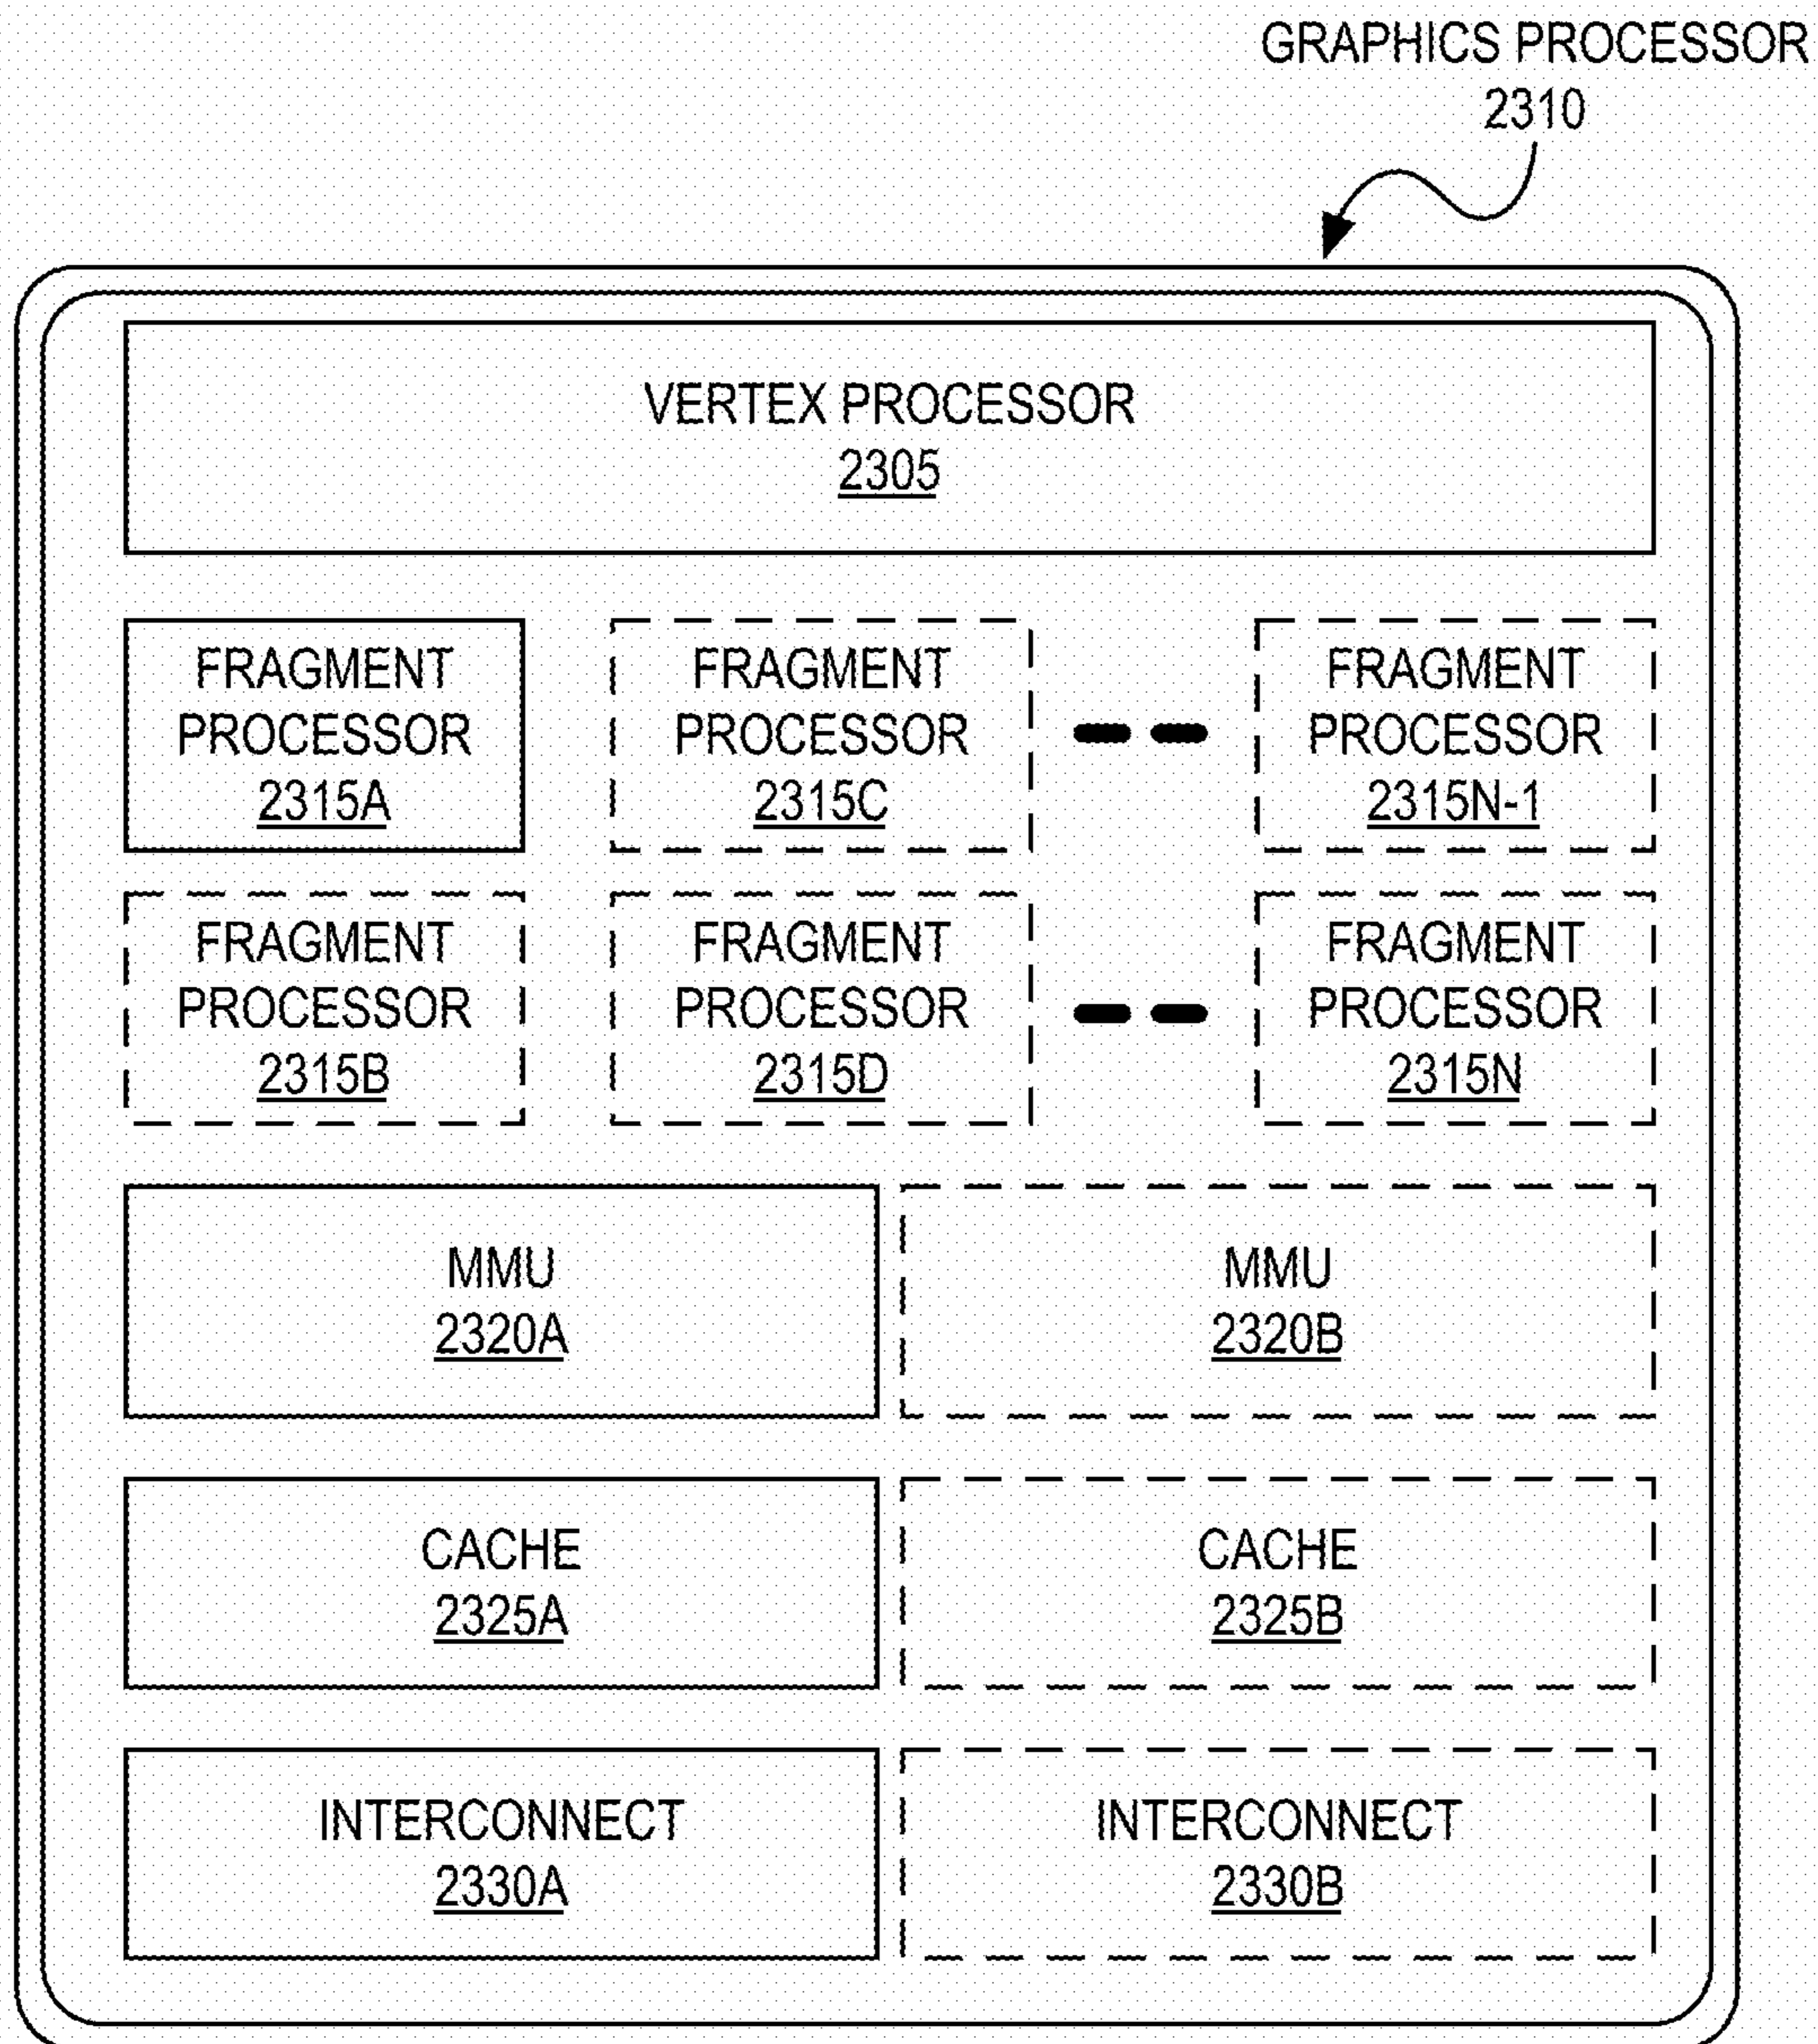 GRAPHICS PROCESSOR
2310
VERTEX PROCESSOR
2305
FRAGMENT
PROCESSOR
2315A
FRAGMENT
PROCESSOR
2315C
FRAGMENT
PROCESSOR
2315N-1
FRAGMENT
PROCESSOR
2315B
FRAGMENT
PROCESSOR
2315D
FRAGMENT
PROCESSOR
2315N
MMU
2320A
MMU
2320B
CACHE
2325A
CACHE
2325B
INTERCONNECT
2330A
INTERCONNECT
2330B